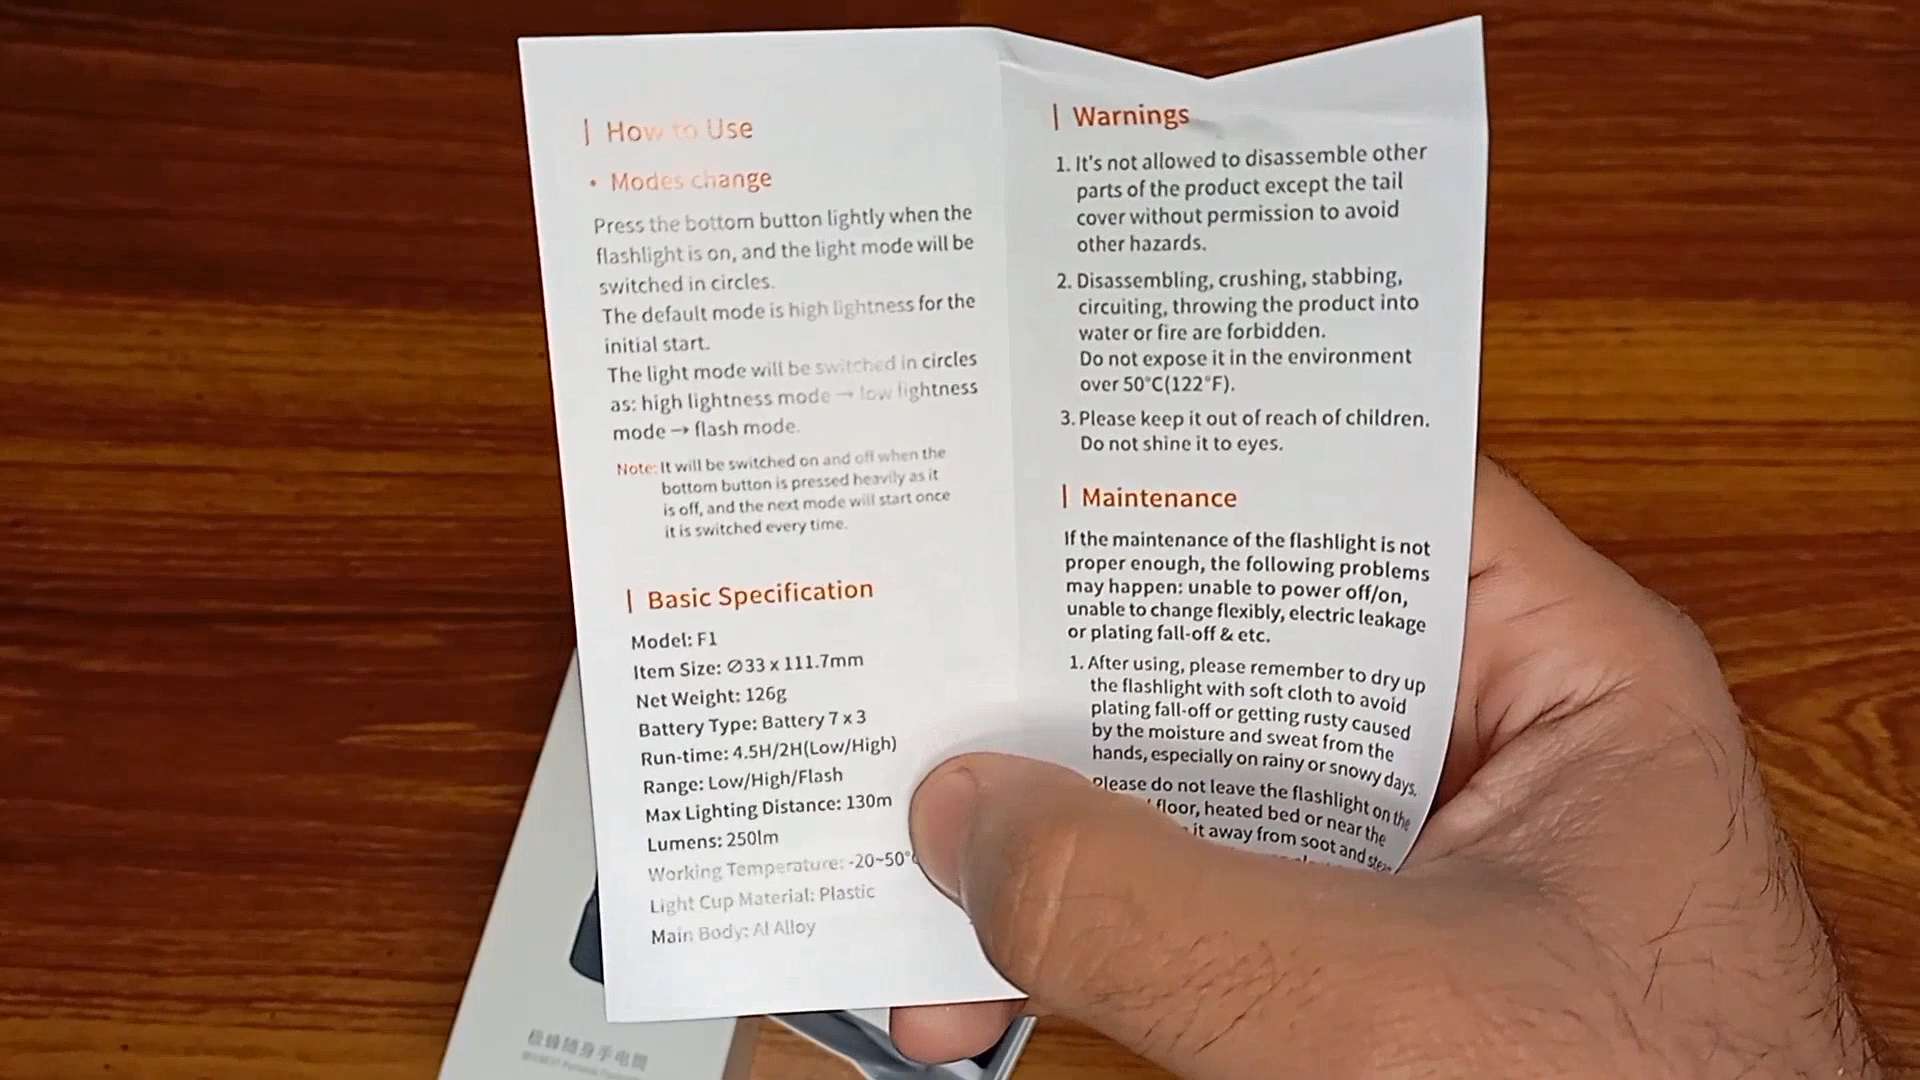 How to Use
• Modes change
Press the bottom button lightly when the
flashlight is on, and the light mode will be
switched in circles.
The default mode is high lightness for the
initial start.
The light mode will be switched in circles
as: high lightness mode → low lightness
mode → flash mode.
Note: It will be switched on and off when the
bottom button is pressed heavily as it
is off, and the next mode will start once
it is switched every time.
Basic Specification
Model: F1
Item Size: ∅33 x 111.7mm
Net Weight: 126g
Battery Type: Battery 7 x 3
Run-time: 4.5H/2H(Low/High)
Range: Low/High/Flash
Max Lighting Distance: 130m
Lumens: 250lm
Working Temperature: -20~50°
Light Cup Material: Plastic
Main Body: Al Alloy
Warnings
1. It's not allowed to disassemble other
parts of the product except the tail
cover without permission to avoid
other hazards.
2. Disassembling, crushing, stabbing,
circuiting, throwing the product into
water or fire are forbidden.
Do not expose it in the environment
over 50°C(122°F).
3. Please keep it out of reach of children.
Do not shine it to eyes.
Maintenance
If the maintenance of the flashlight is not
proper enough, the following problems
may happen: unable to power off/on,
unable to change flexibly, electric leakage
or plating fall-off & etc.
1. After using, please remember to dry up
the flashlight with soft cloth to avoid
plating fall-off or getting rusty caused
by the moisture and sweat from the
hands, especially on rainy or snowy days.
Please do not leave the flashlight on the
floor, heated bed or near the
it away from soot and
极蜂随身手电筒